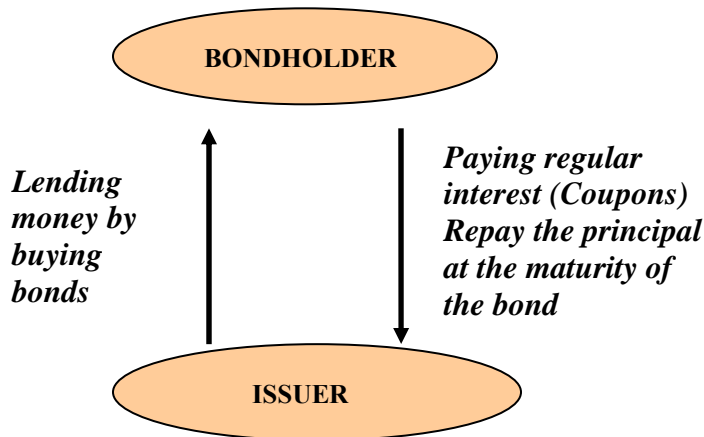 BONDHOLDER
Lending
money by
buying
bonds
Paying regular
interest (Coupons)
Repay the principal
at the maturity of
the bond
ISSUER